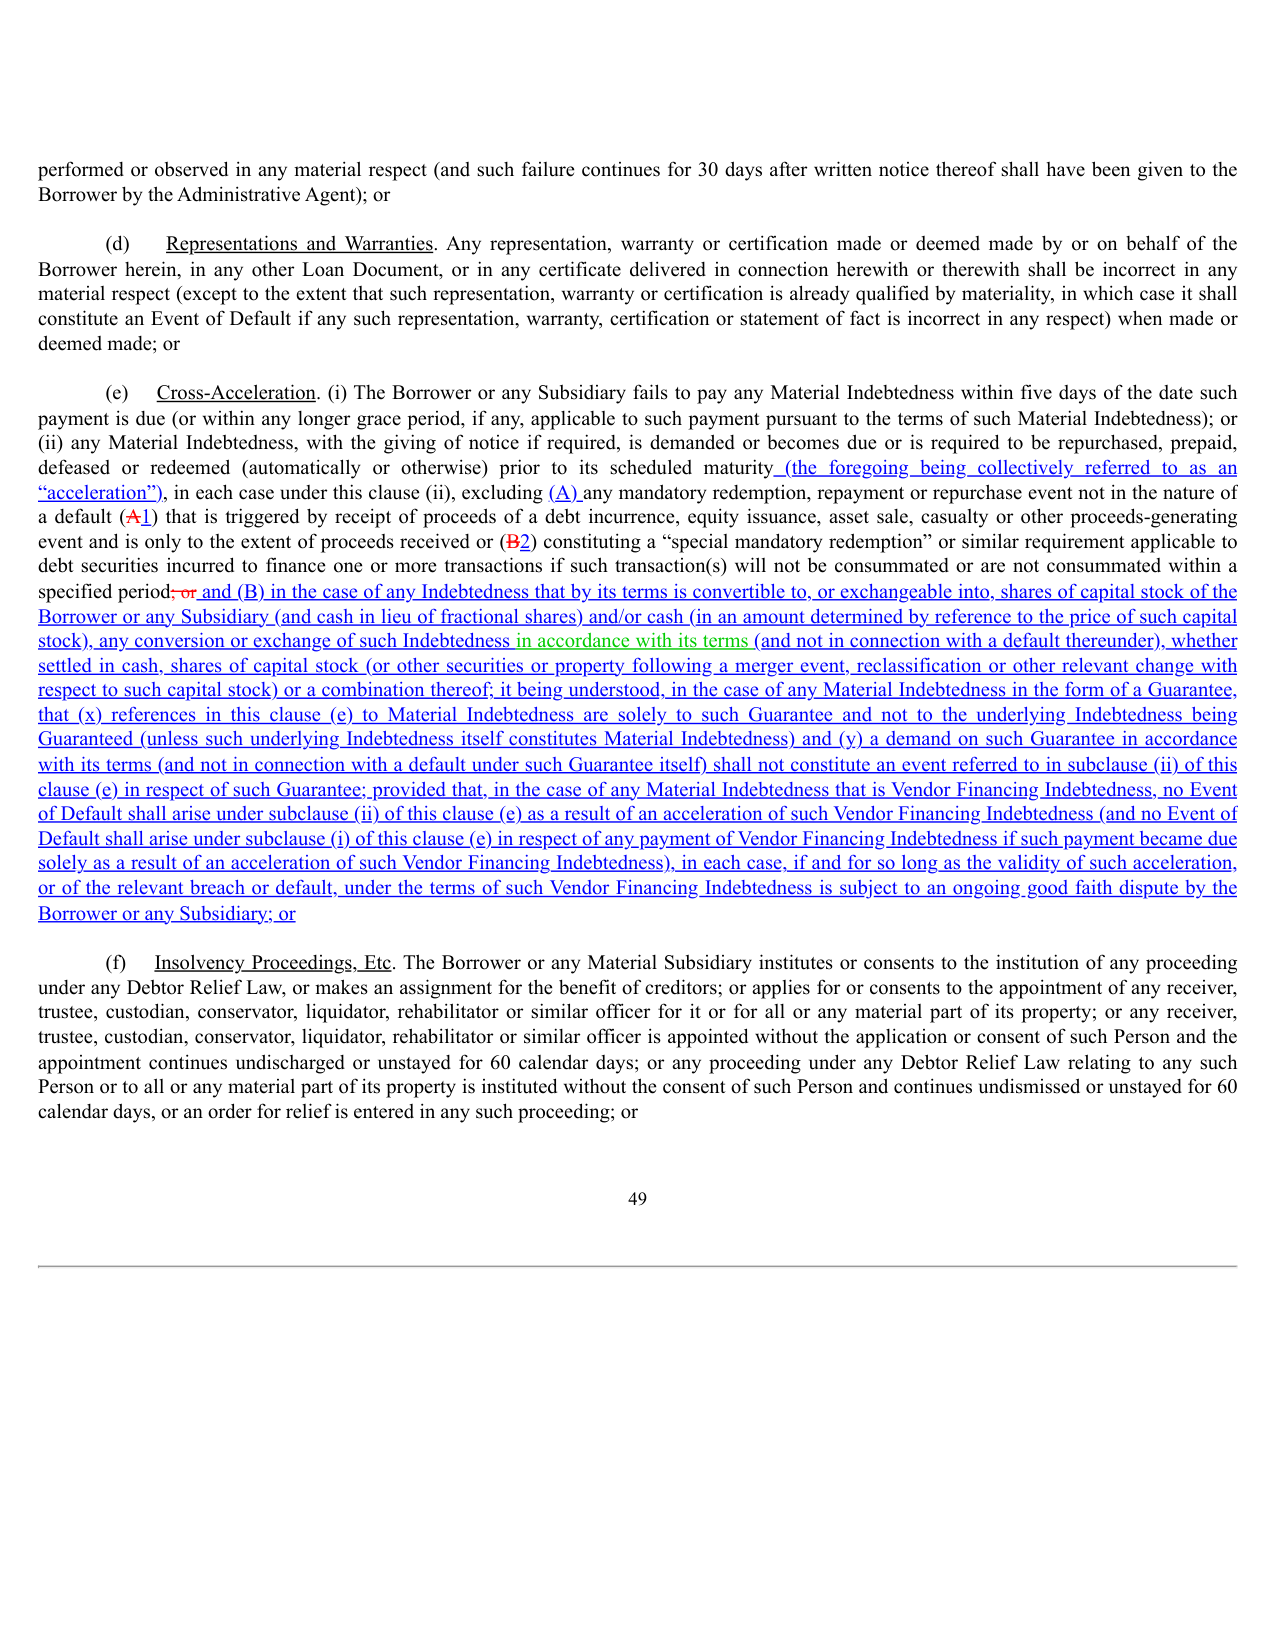 performed or observed in any material respect (and such failure continues for 30 days after written notice thereof shall have been given to the
Borrower by the Administrative Agent); or
(d) Representations and Warranties. Any representation, warranty or certification made or deemed made by or on behalf of the
Borrower herein, in any other Loan Document, or in any certificate delivered in connection herewith or therewith shall be incorrect in any
material respect (except to the extent that such representation, warranty or certification is already qualified by materiality, in which case it shall
constitute an Event of Default if any such representation, warranty, certification or statement of fact is incorrect in any respect) when made or
deemed made; or
(e) Cross-Acceleration. (i) The Borrower or any Subsidiary fails to pay any Material Indebtedness within five days of the date such
payment is due (or within any longer grace period, if any, applicable to such payment pursuant to the terms of such Material Indebtedness); or
(ii) any Material Indebtedness, with the giving of notice if required, is demanded or becomes due or is required to be repurchased, prepaid,
defeased or redeemed (automatically or otherwise) prior to its scheduled maturity (the foregoing being collectively referred to as an
“acceleration”), in each case under this clause (ii), excluding (A) any mandatory redemption, repayment or repurchase event not in the nature of
a default (A1) that is triggered by receipt of proceeds of a debt incurrence, equity issuance, asset sale, casualty or other proceeds-generating
event and is only to the extent of proceeds received or (B2) constituting a “special mandatory redemption” or similar requirement applicable to
debt securities incurred to finance one or more transactions if such transaction(s) will not be consummated or are not consummated within a
specified period; or and (B) in the case of any Indebtedness that by its terms is convertible to, or exchangeable into, shares of capital stock of the
Borrower or any Subsidiary (and cash in lieu of fractional shares) and/or cash (in an amount determined by reference to the price of such capital
stock), any conversion or exchange of such Indebtedness in accordance with its terms (and not in connection with a default thereunder), whether
settled in cash, shares of capital stock (or other securities or property following a merger event, reclassification or other relevant change with
respect to such capital stock) or a combination thereof; it being understood, in the case of any Material Indebtedness in the form of a Guarantee,
that (x) references in this clause (e) to Material Indebtedness are solely to such Guarantee and not to the underlying Indebtedness being
Guaranteed (unless such underlying Indebtedness itself constitutes Material Indebtedness) and (y) a demand on such Guarantee in accordance
with its terms (and not in connection with a default under such Guarantee itself) shall not constitute an event referred to in subclause (ii) of this
clause (e) in respect of such Guarantee; provided that, in the case of any Material Indebtedness that is Vendor Financing Indebtedness, no Event
of Default shall arise under subclause (ii) of this clause (e) as a result of an acceleration of such Vendor Financing Indebtedness (and no Event of
Default shall arise under subclause (i) of this clause (e) in respect of any payment of Vendor Financing Indebtedness if such payment became due
solely as a result of an acceleration of such Vendor Financing Indebtedness), in each case, if and for so long as the validity of such acceleration,
or of the relevant breach or default, under the terms of such Vendor Financing Indebtedness is subject to an ongoing good faith dispute by the
Borrower or any Subsidiary; or
(f) Insolvency Proceedings, Etc. The Borrower or any Material Subsidiary institutes or consents to the institution of any proceeding
under any Debtor Relief Law, or makes an assignment for the benefit of creditors; or applies for or consents to the appointment of any receiver,
trustee, custodian, conservator, liquidator, rehabilitator or similar officer for it or for all or any material part of its property; or any receiver,
trustee, custodian, conservator, liquidator, rehabilitator or similar officer is appointed without the application or consent of such Person and the
appointment continues undischarged or unstayed for 60 calendar days; or any proceeding under any Debtor Relief Law relating to any such
Person or to all or any material part of its property is instituted without the consent of such Person and continues undismissed or unstayed for 60
calendar days, or an order for relief is entered in any such proceeding; or
49